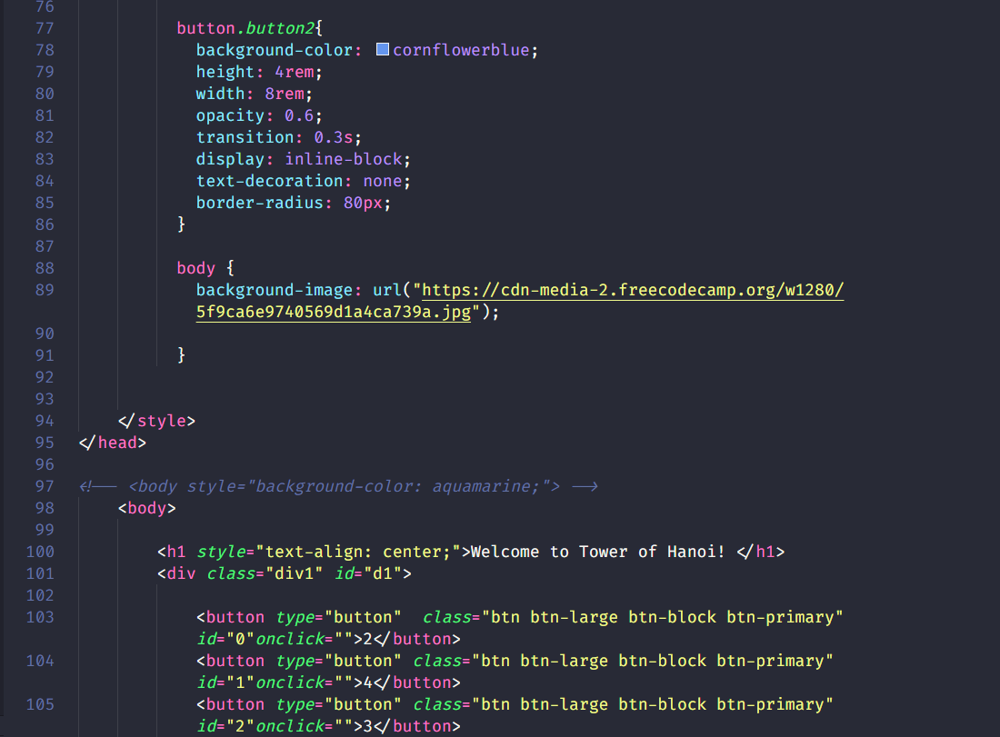 76
77 button.button2{
78 background-color: cornflowerblue;
79 height: 4rem;
80 width: 8rem;
81 opacity: 0.6;
82 transition: 0.3s;
83 display: inline-block;
84 text-decoration: none;
85 border-radius: 80px;
86 }
87
88 body {
89 background-image: url("https://cdn-media-2.freecodecamp.org/w1280/
5f9ca6e9740569d1a4ca739a.jpg");
90
91 }
92
93
94 </style>
95 </head>
96
97 <!-- <body style="background-color: aquamarine;"> -->
98 <body>
99
100 <h1 style="text-align: center;">Welcome to Tower of Hanoi! </h1>
101 <div class="div1" id="d1">
102
103 <button type="button"  class="btn btn-large btn-block btn-primary"
id="0"onclick="">2</button>
104 <button type="button" class="btn btn-large btn-block btn-primary"
id="1"onclick="">4</button>
105 <button type="button" class="btn btn-large btn-block btn-primary"
id="2"onclick="">3</button>